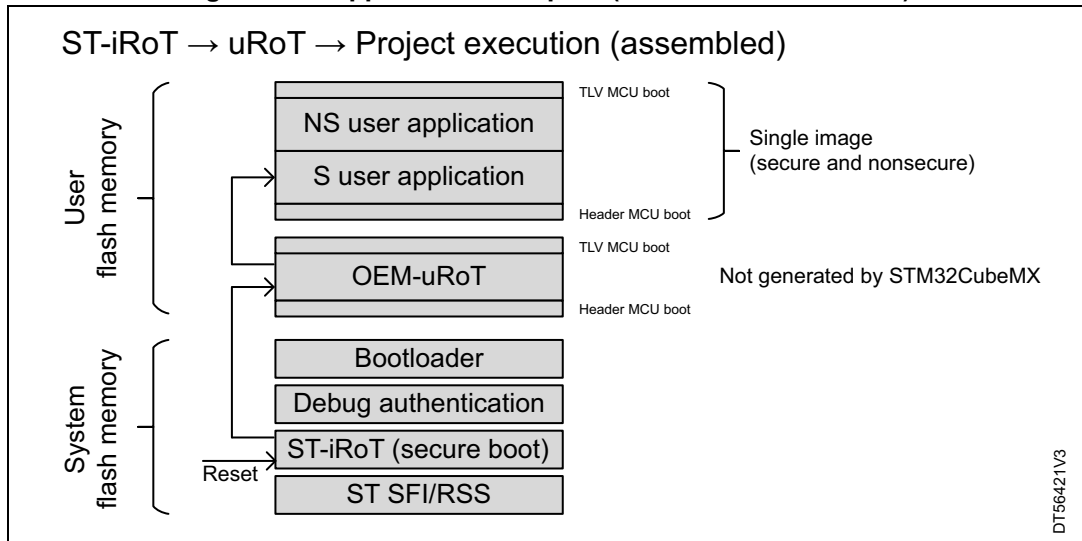 ST-iRoT → uRoT → Project execution (assembled)
User
flash memory
TLV MCU boot
NS user application
S user application
Header MCU boot
Single image
(secure and nonsecure)
TLV MCU boot
OEM-uRoT
Header MCU boot
Not generated by STM32CubeMX
System
flash memory
Bootloader
Debug authentication
ST-iRoT (secure boot)
Reset
ST SFI/RSS
DT56421V3